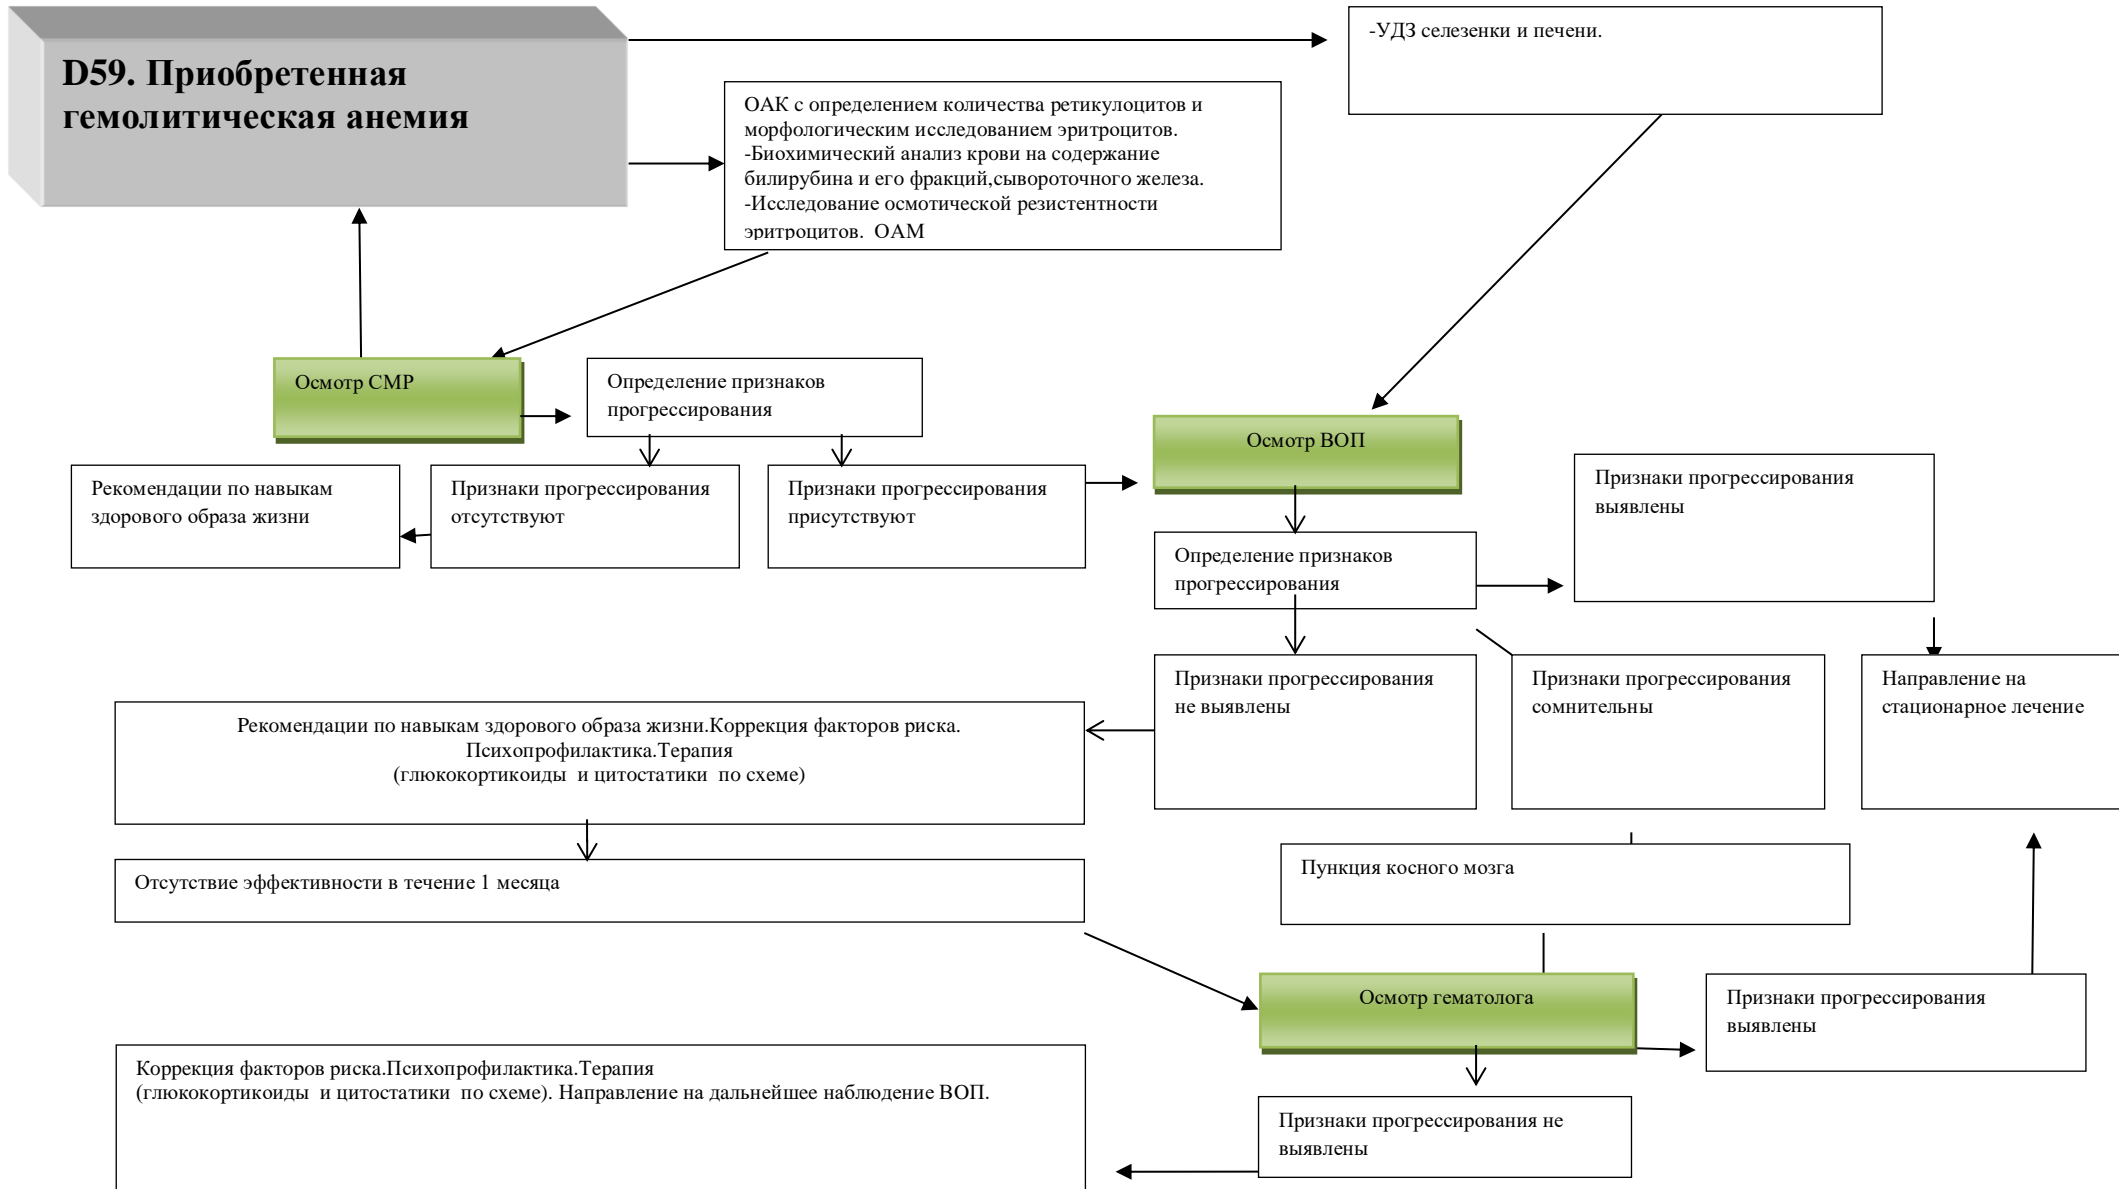 D59. Приобретенная
гемолитическая анемия
-УДЗ селезенки и печени.
ОАК с определением количества ретикулоцитов и
морфологическим исследованием эритроцитов.
-Биохимический анализ крови на содержание
билирубина и его фракций,сывороточного железа.
-Исследование осмотической резистентности
эритроцитов.  ОАМ
Осмотр СМР
Определение признаков
прогрессирования
Осмотр ВОП
Рекомендации по навыкам
здорового образа жизни
Признаки прогрессирования
отсутствуют
Признаки прогрессирования
присутствуют
Признаки прогрессирования
выявлены
Определение признаков
прогрессирования
Признаки прогрессирования
не выявлены
Признаки прогрессирования
сомнительны
Направление на
стационарное лечение
Рекомендации по навыкам здорового образа жизни.Коррекция факторов риска.
Психопрофилактика.Терапия
(глюкокортикоиды  и цитостатики  по схеме)
Отсутствие эффективности в течение 1 месяца
Пункция косного мозга
Осмотр гематолога
Признаки прогрессирования
выявлены
Коррекция факторов риска.Психопрофилактика.Терапия
(глюкокортикоиды  и цитостатики  по схеме). Направление на дальнейшее наблюдение ВОП.
Признаки прогрессирования не
выявлены